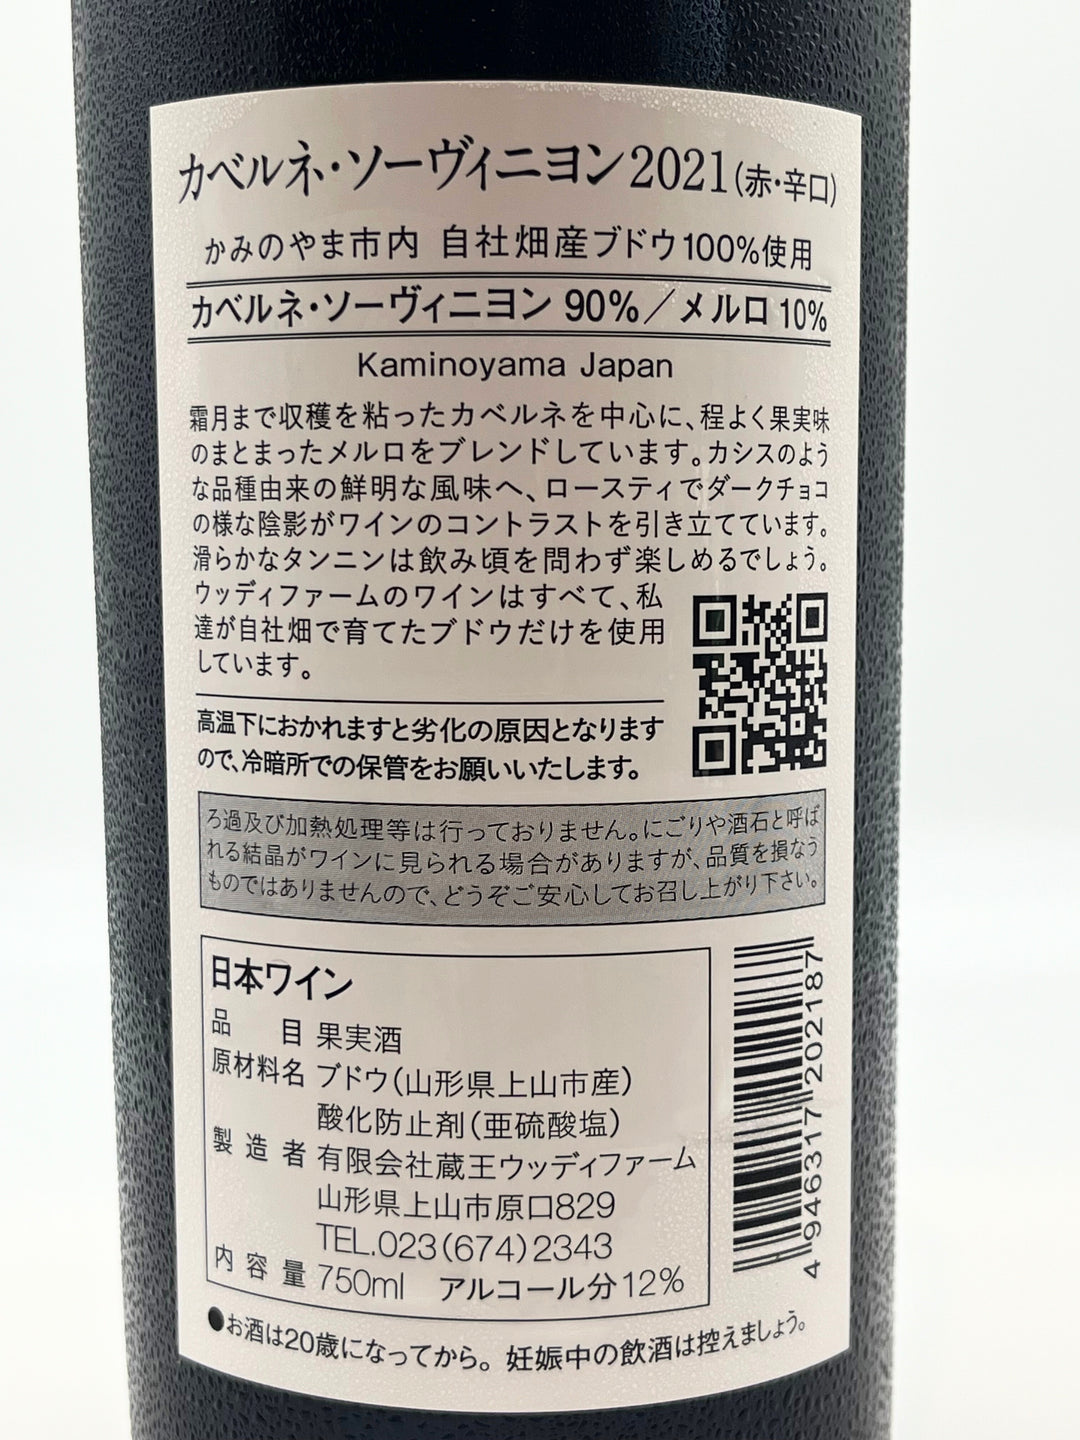 カベルネ・ソーヴィニヨン2021(赤・辛口)
かみのやま市内 自社畑産ブドウ100%使用
カベルネ・ソーヴィニヨン 90%／メルロ 10%
Kaminoyama Japan
霜月まで収穫を粘ったカベルネを中心に、程よく果実味
のまとまったメルロをブレンドしています。カシスのよう
な品種由来の鮮明な風味へ、ロースティでダークチョコ
の様な陰影がワインのコントラストを引き立てています。
滑らかなタンニンは飲み頃を問わず楽しめるでしょう。
ウッディファームのワインはすべて、私
達が自社畑で育てたブドウだけを使用
しています。
高温下におかれますと劣化の原因となります
ので、冷暗所での保管をお願いいたします。
ろ過及び加熱処理等は行っておりません。にごりや酒石と呼ば
れる結晶がワインに見られる場合がありますが、品質を損なう
ものではありませんので、どうぞご安心してお召し上がり下さい。
日本ワイン
品目 果実酒
原材料名 ブドウ(山形県上山市産)
酸化防止剤(亜硫酸塩)
製造者 有限会社蔵王ウッディファーム
山形県上山市原口829
TEL.023(674)2343
内容量 750ml アルコール分12%
4 946317 202187
●お酒は20歳になってから。妊娠中の飲酒は控えましょう。